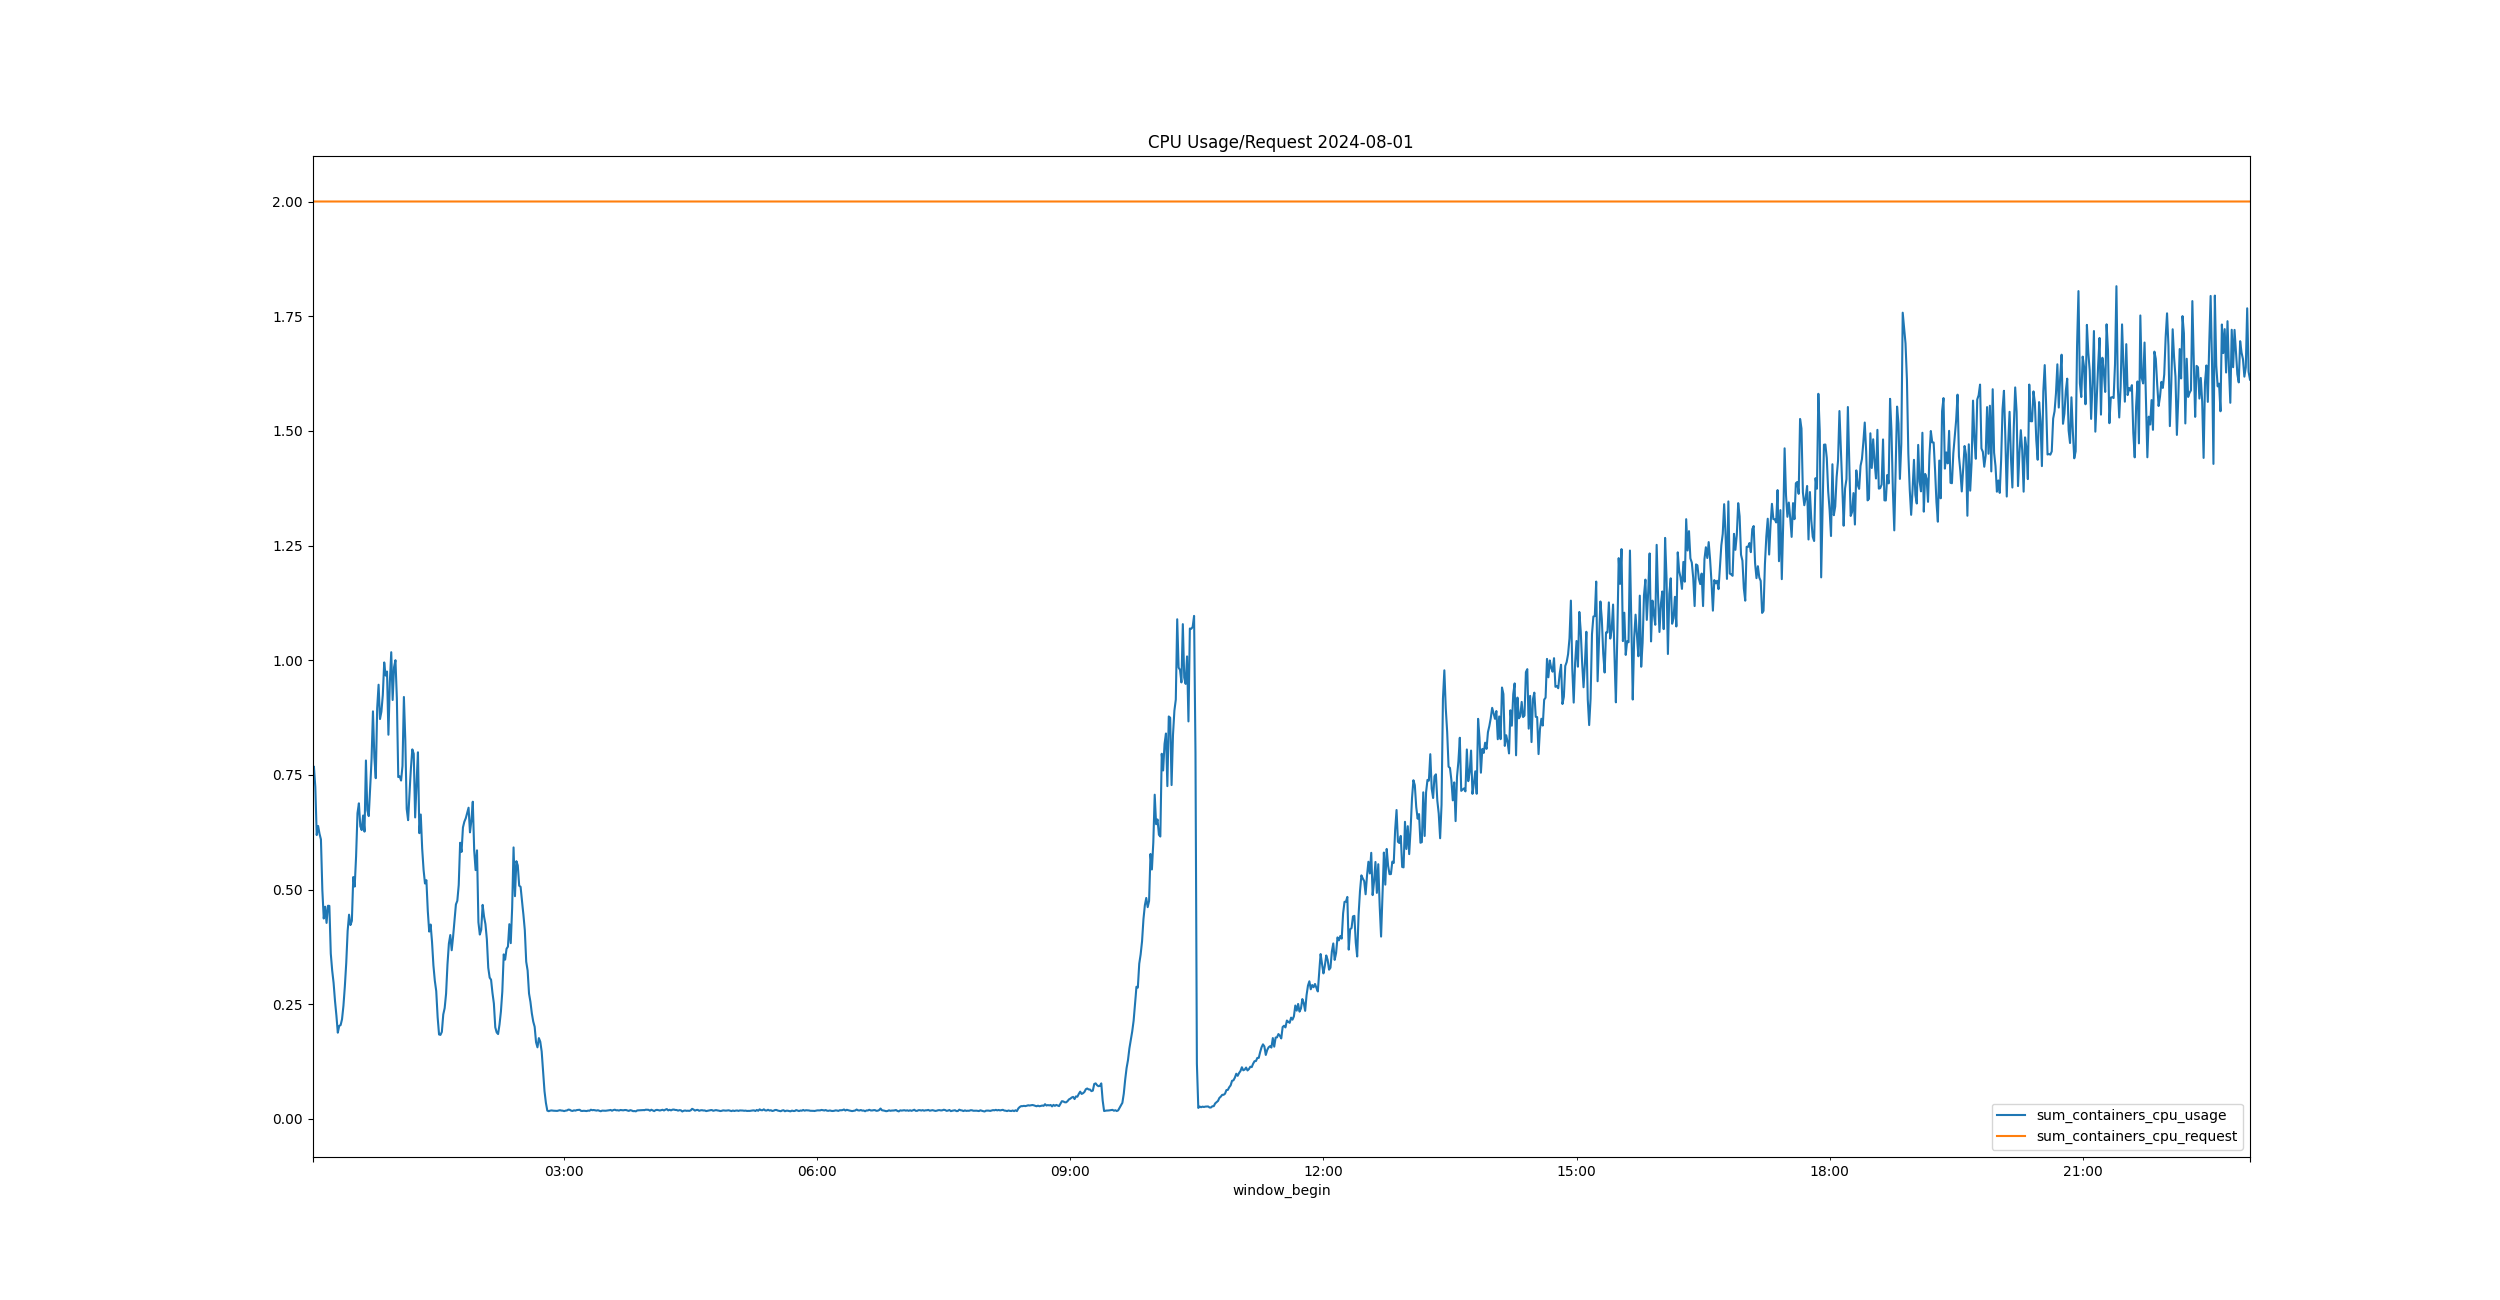 CPU Usage/Request 2024-08-01
2.00
1.75
1.50
1.25
1.00
0.75
0.50
0.25
0.00
sum_containers_cpu_usage
sum_containers_cpu_request
03:00 06:00 09:00 12:00 15:00 18:00 21:00
window_begin